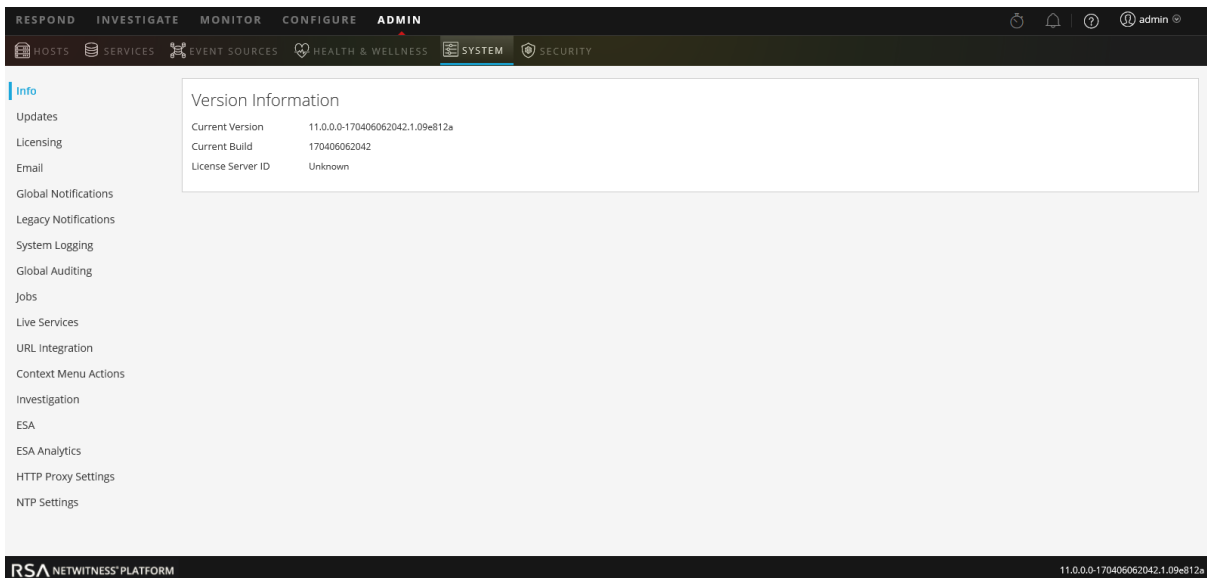 RESPOND INVESTIGATE MONITOR CONFIGURE ADMIN admin
HOSTS SERVICES EVENT SOURCES HEALTH & WELLNESS SYSTEM SECURITY
Info
Updates
Licensing
Email
Global Notifications
Legacy Notifications
System Logging
Global Auditing
Jobs
Live Services
URL Integration
Context Menu Actions
Investigation
ESA
ESA Analytics
HTTP Proxy Settings
NTP Settings
Version Information
Current Version 11.0.0.0-170406062042.1.09e812a
Current Build 170406062042
License Server ID Unknown
RSA NETWITNESS® PLATFORM 11.0.0.0-170406062042.1.09e812a